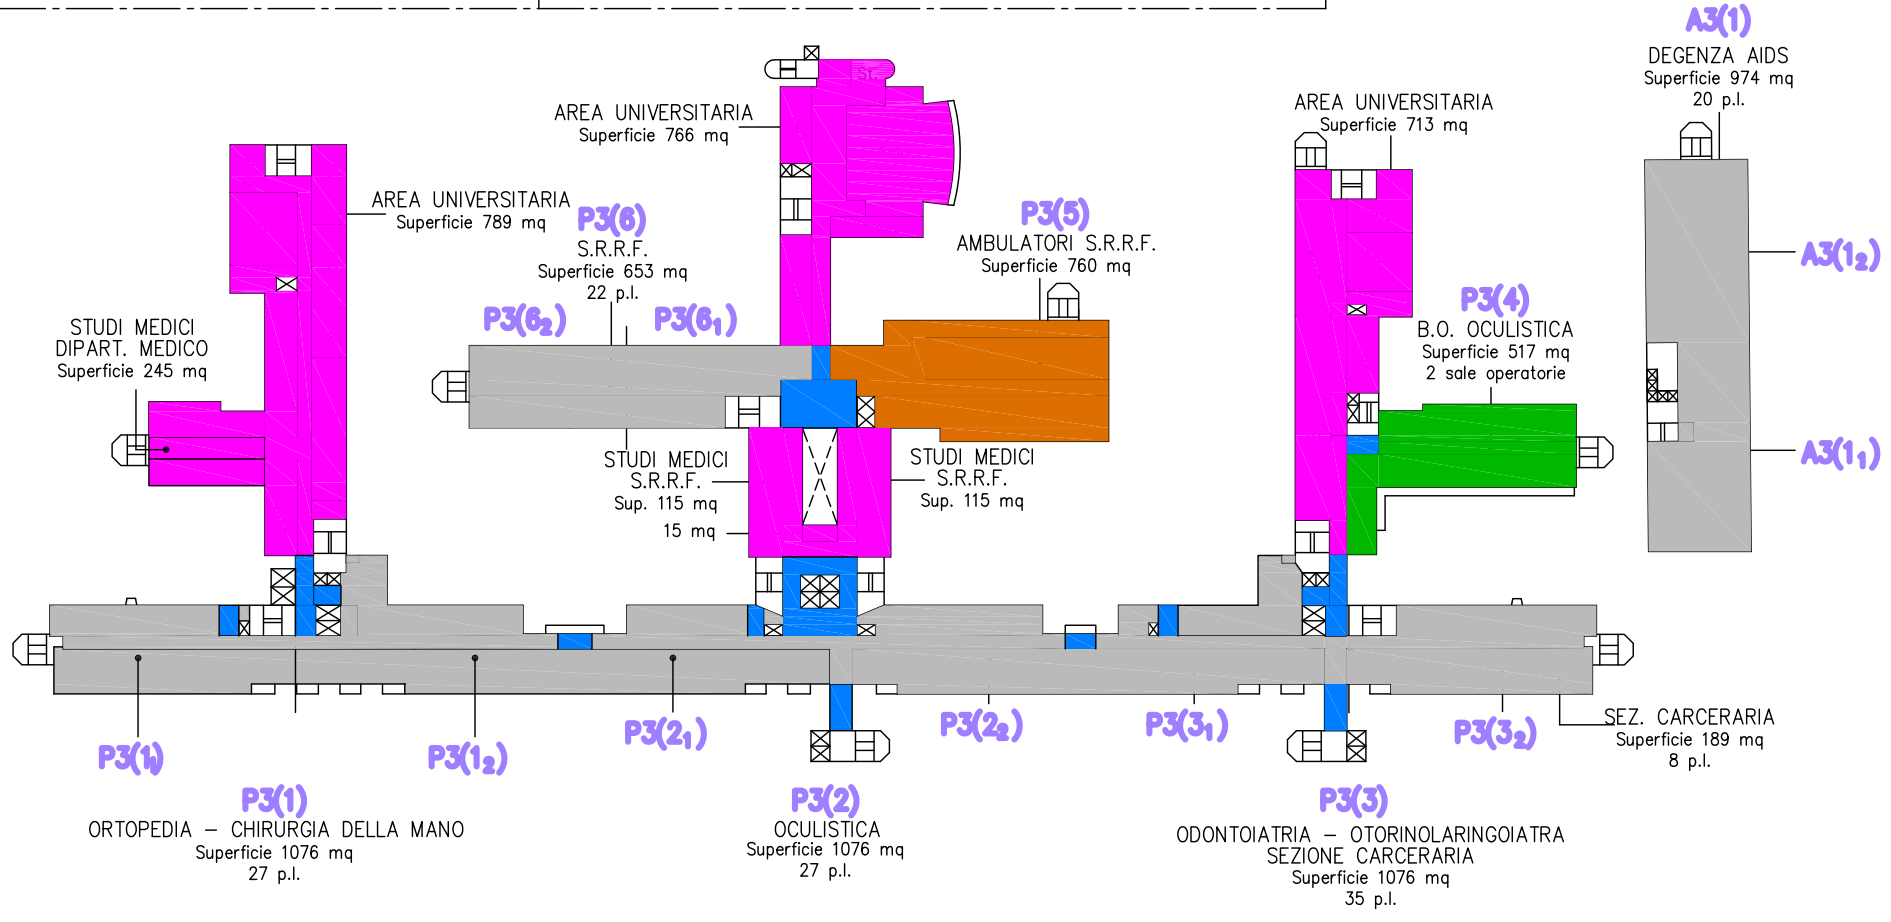 A3(1)
DEGENZA AIDS
Superficie 974 mq
20 p.l.
St.
AREA UNIVERSITARIA
Superficie 766 mq
AREA UNIVERSITARIA
Superficie 713 mq
AREA UNIVERSITARIA
Superficie 789 mq
P3(6)
S.R.R.F.
Superficie 653 mq
22 p.l.
P3(5)
AMBULATORI S.R.R.F.
Superficie 760 mq
A3(1₂)
P3(6₂)
P3(6₁)
P3(4)
B.O. OCULISTICA
Superficie 517 mq
2 sale operatorie
STUDI MEDICI
DIPART. MEDICO
Superficie 245 mq
A3(1₁)
STUDI MEDICI
S.R.R.F.
Sup. 115 mq
15 mq
STUDI MEDICI
S.R.R.F.
Sup. 115 mq
P3(1₁)
P3(1₂)
P3(2₁)
P3(2₂)
P3(3₁)
P3(3₂)
SEZ. CARCERARIA
Superficie 189 mq
8 p.l.
P3(1)
ORTOPEDIA – CHIRURGIA DELLA MANO
Superficie 1076 mq
27 p.l.
P3(2)
OCULISTICA
Superficie 1076 mq
27 p.l.
P3(3)
ODONTOIATRIA – OTORINOLARINGOIATRA
SEZIONE CARCERARIA
Superficie 1076 mq
35 p.l.